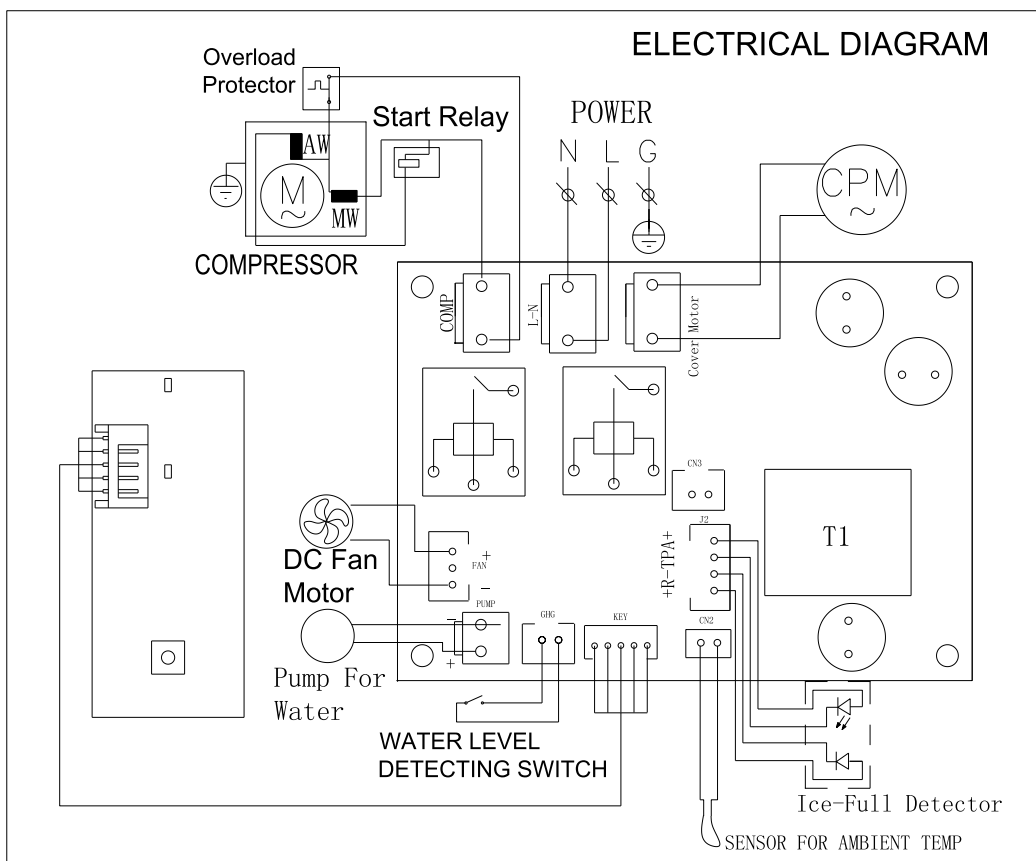 ELECTRICAL DIAGRAM
Overload
Protector
Start Relay
POWER
N L G
AW
M
~
MW
CPM
~
COMPRESSOR
COMP
L-N
Cover Motor
CN3
J2
+R-TPA+
T1
DC Fan
Motor
+
FAN
-
PUMP
-
+
GHG
KEY
CN2
Pump For
Water
WATER LEVEL
DETECTING SWITCH
Ice-Full Detector
SENSOR FOR AMBIENT TEMP